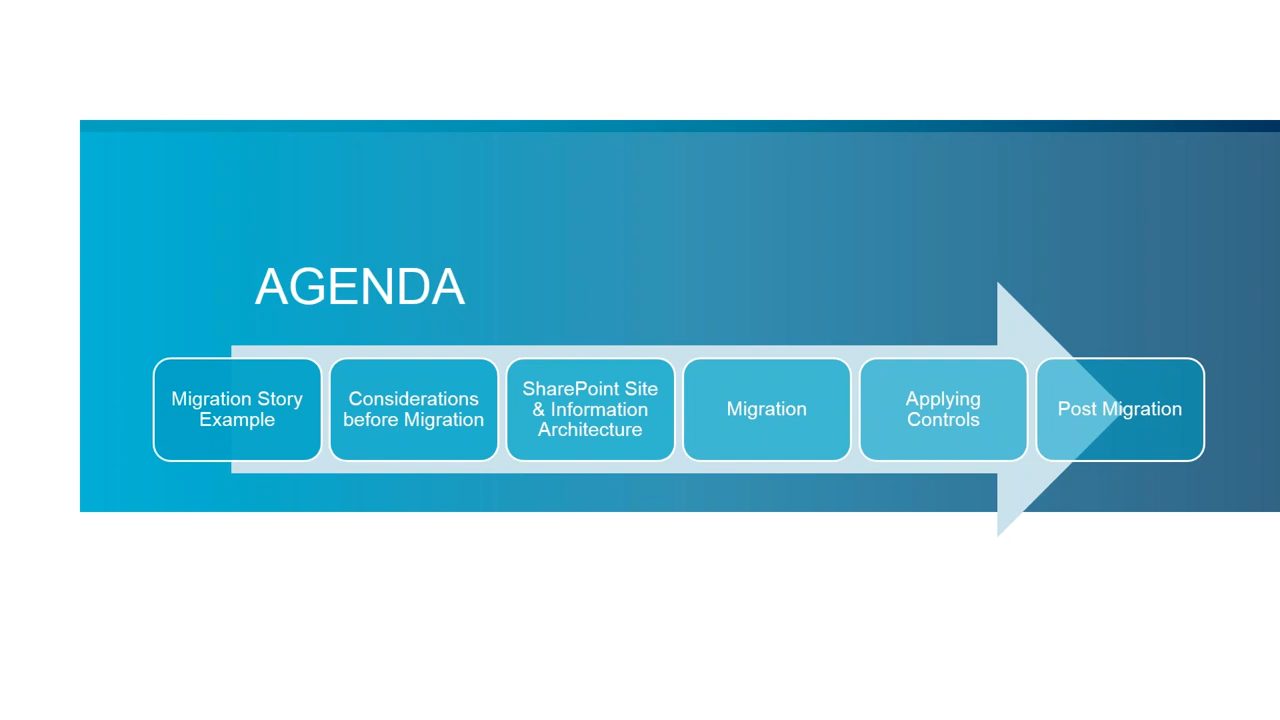 AGENDA
Migration Story
Example
Considerations
before Migration
SharePoint Site
& Information
Architecture
Migration
Applying
Controls
Post Migration